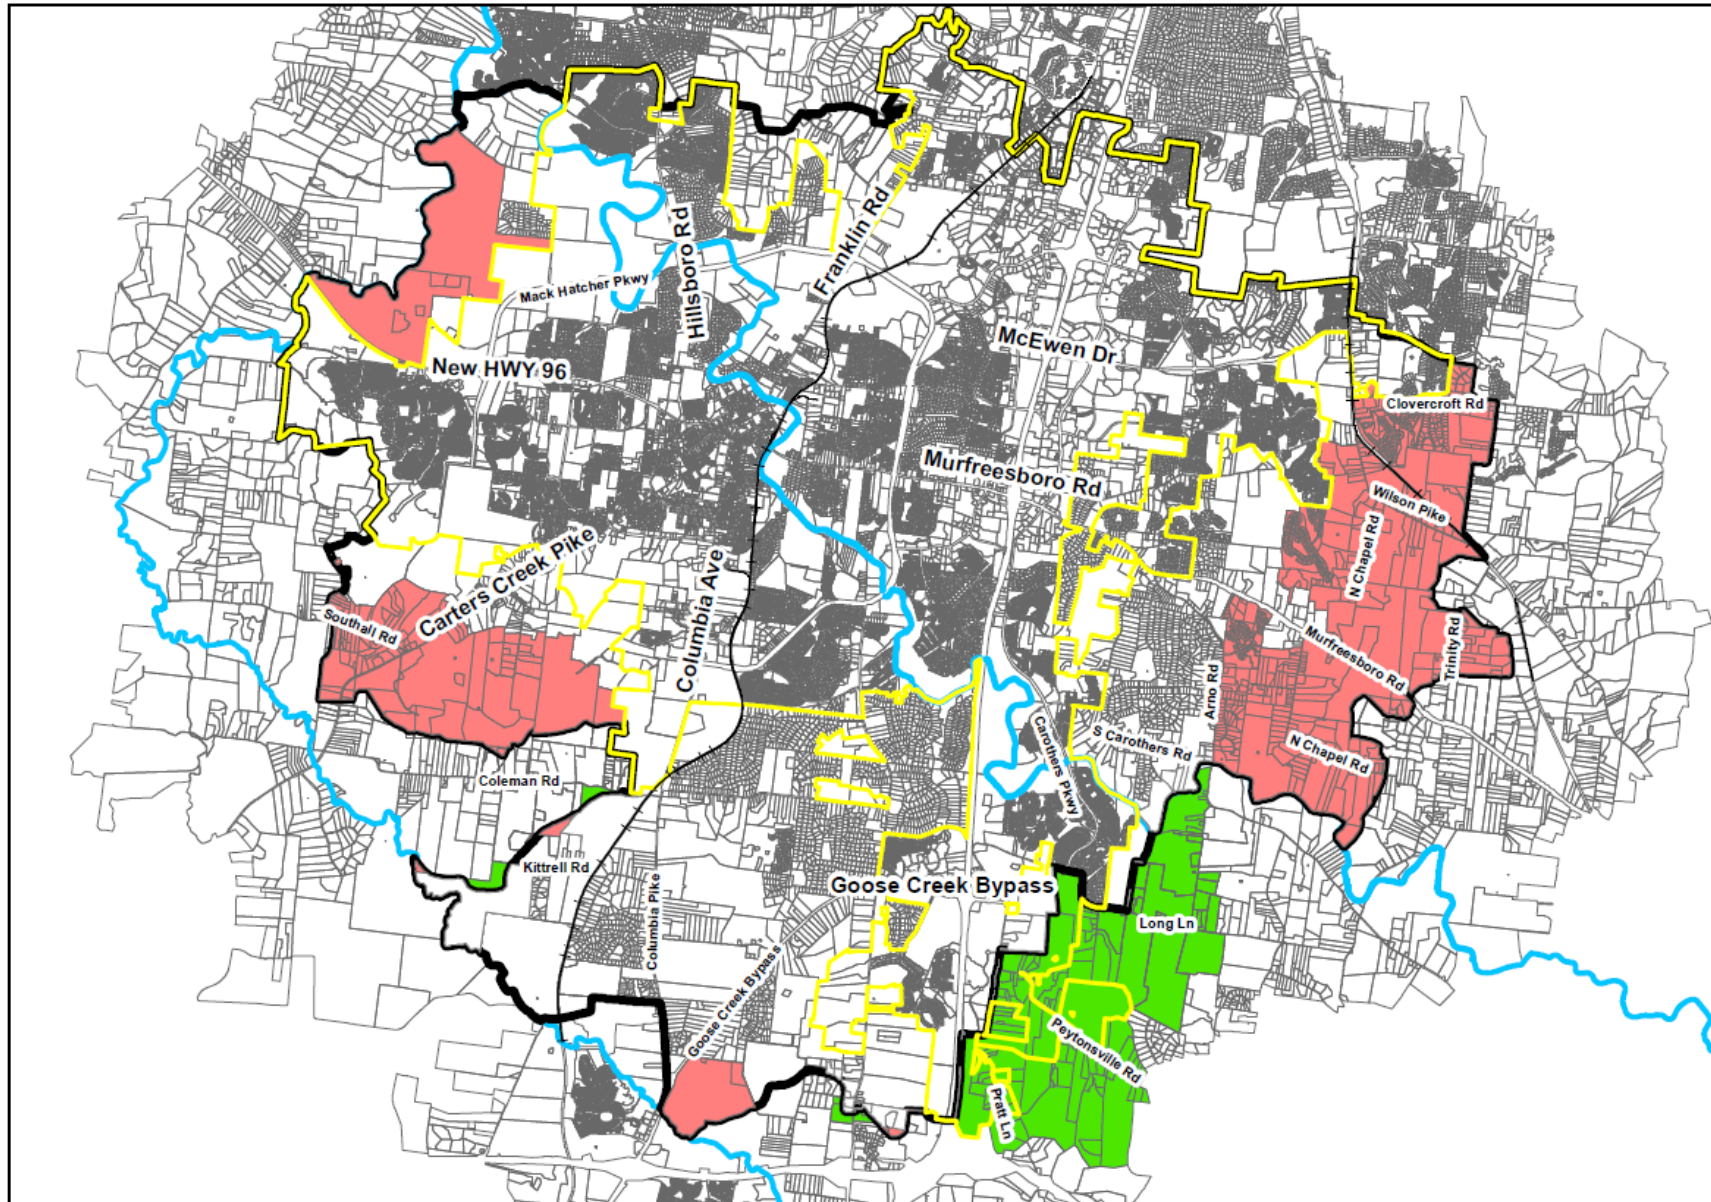 Hillsboro Rd
Franklin Rd
Mack Hatcher Pkwy
McEwen Dr
New HWY 96
Clovercroft Rd
Murfreesboro Rd
Wilson Pike
N Chapel Rd
Carters Creek Pike
Columbia Ave
Southall Rd
Murfreesboro Rd
Trinity Rd
Arno Rd
S Carothers Rd
N Chapel Rd
Carothers Pkwy
Coleman Rd
Kittrell Rd
Goose Creek Bypass
Columbia Pike
Long Ln
Goose Creek Bypass
Peytonsville Rd
Pratt Ln